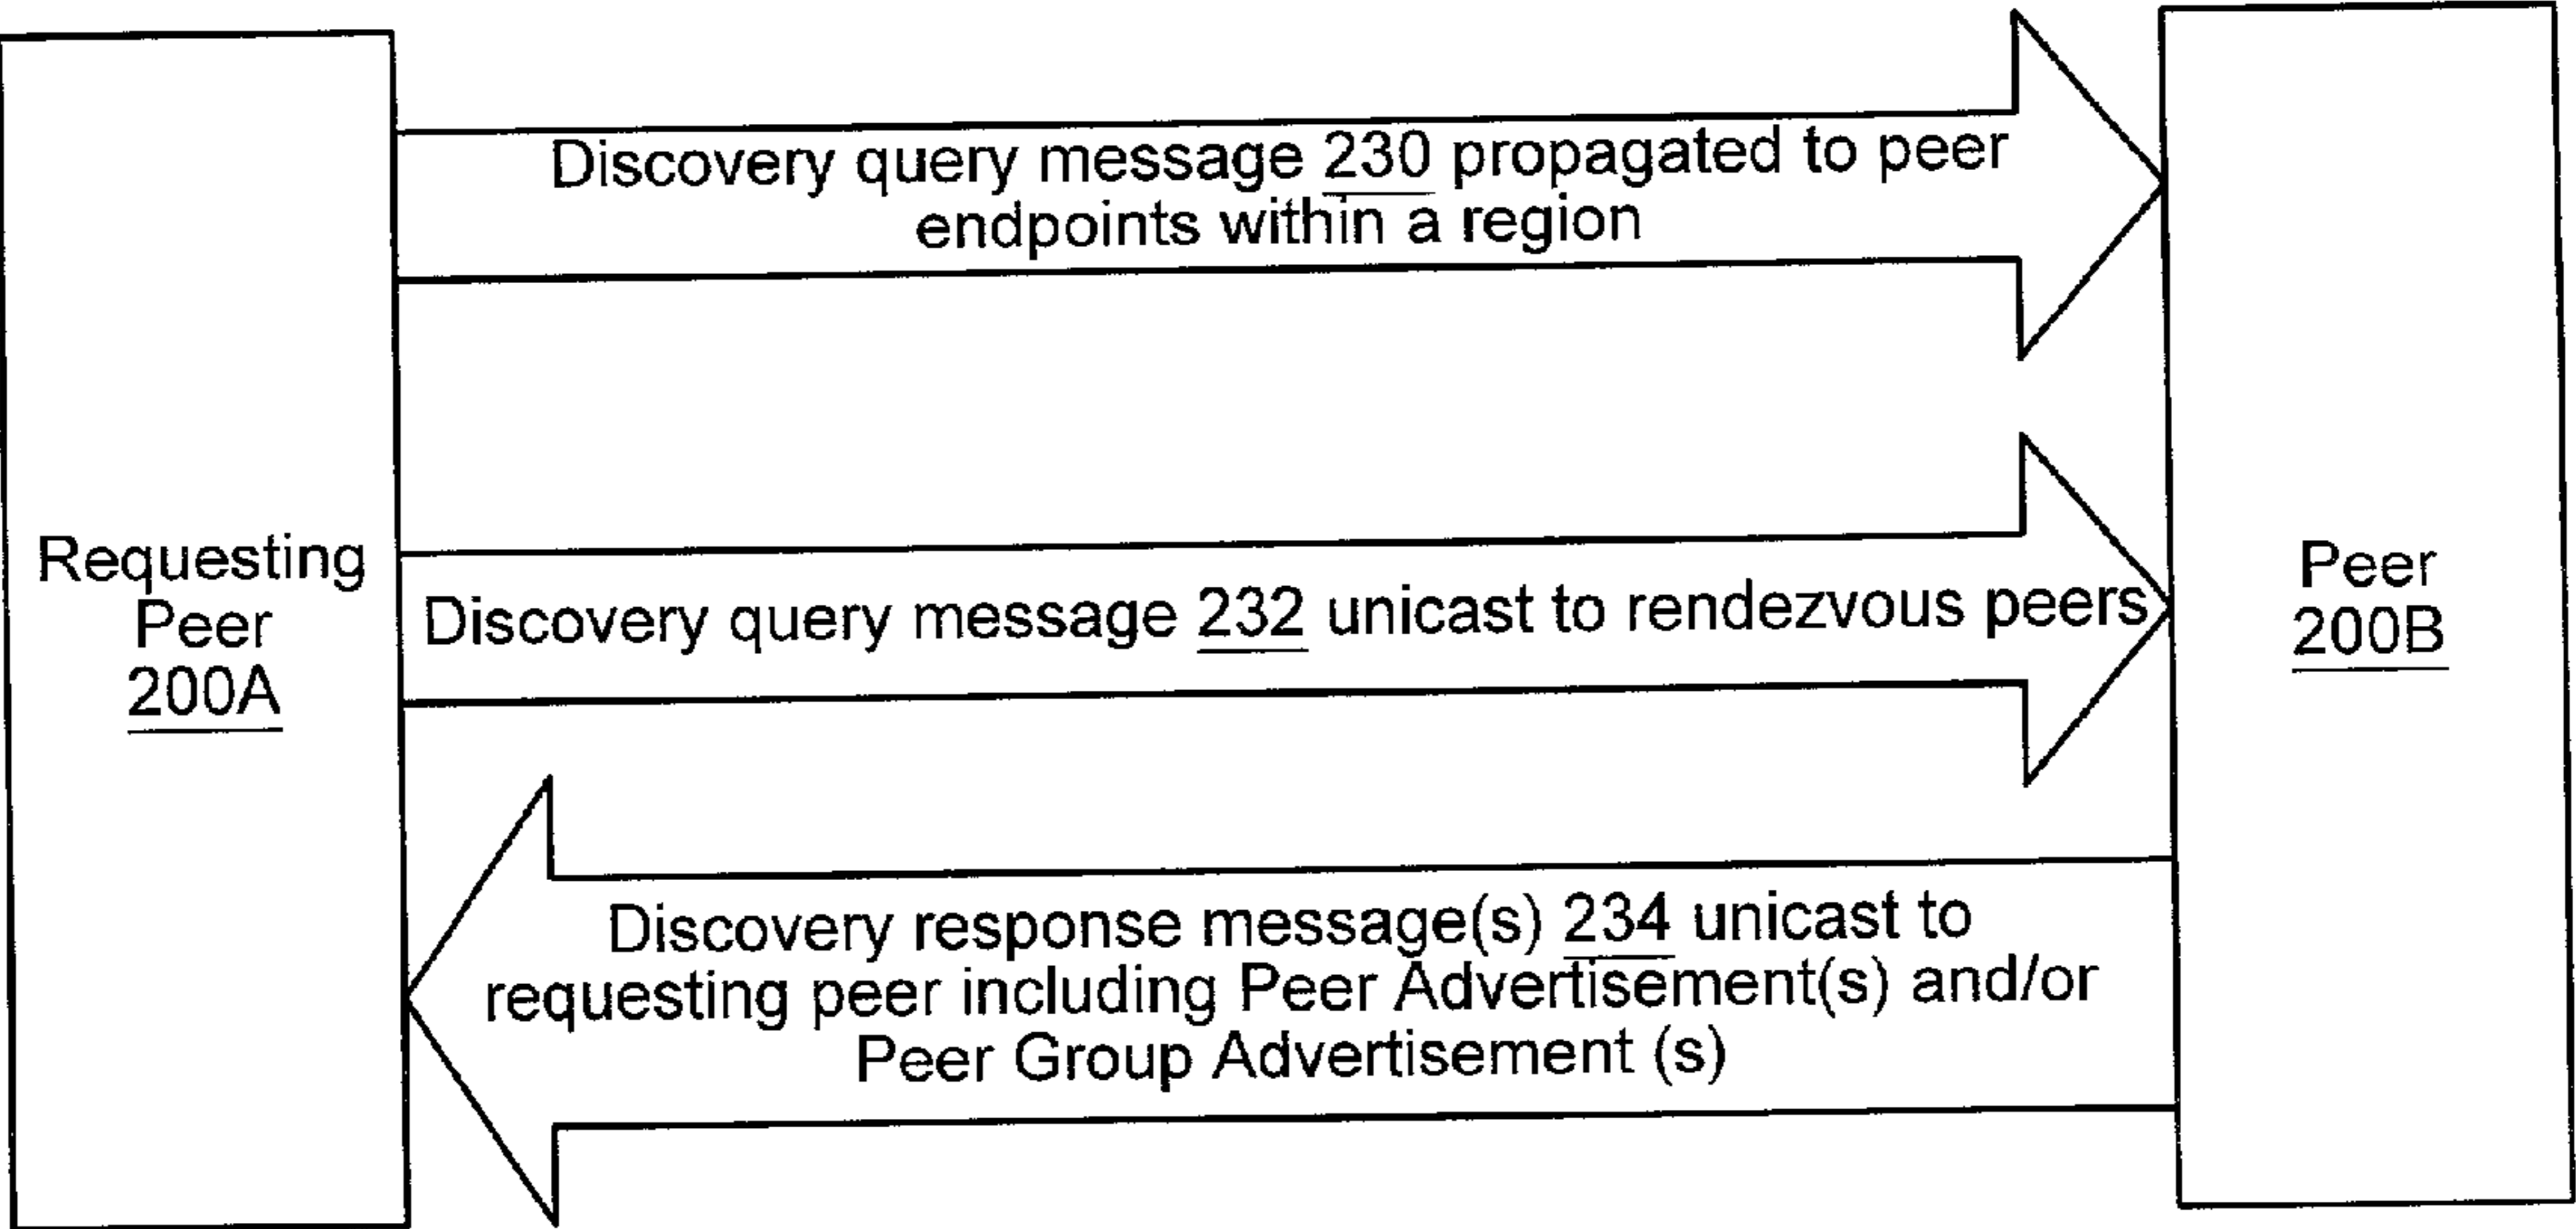 Discovery query message 230 propagated to peer
endpoints within a region
Requesting
Peer
200A
Discovery query message 232 unicast to rendezvous peers
Peer
200B
Discovery response message(s) 234 unicast to
requesting peer including Peer Advertisement(s) and/or
Peer Group Advertisement (s)